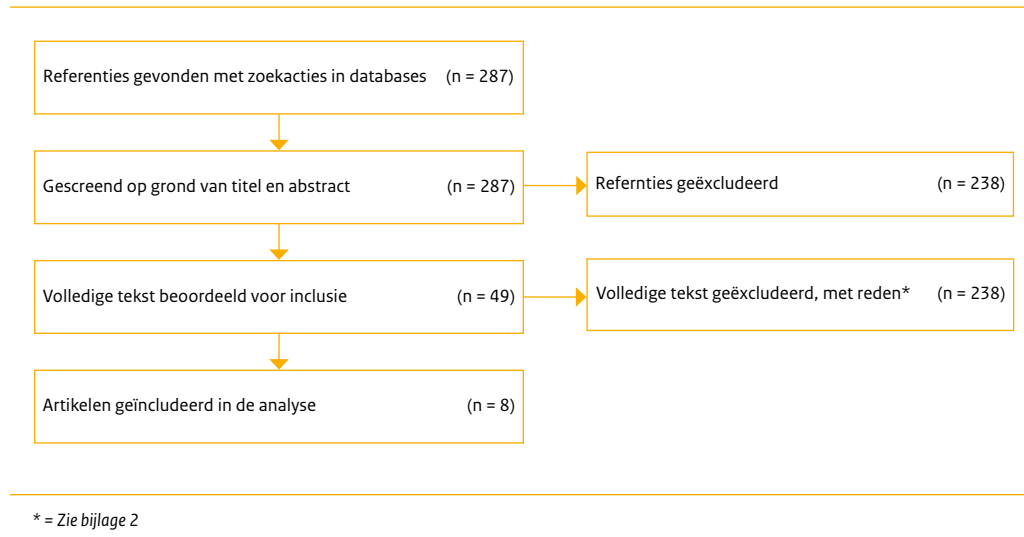 Referenties gevonden met zoekacties in databases (n = 287)
Gescreend op grond van titel en abstract (n = 287)
Refernties geëxcludeerd (n = 238)
Volledige tekst beoordeeld voor inclusie (n = 49)
Volledige tekst geëxcludeerd, met reden* (n = 238)
Artikelen geïncludeerd in de analyse (n = 8)
* = Zie bijlage 2